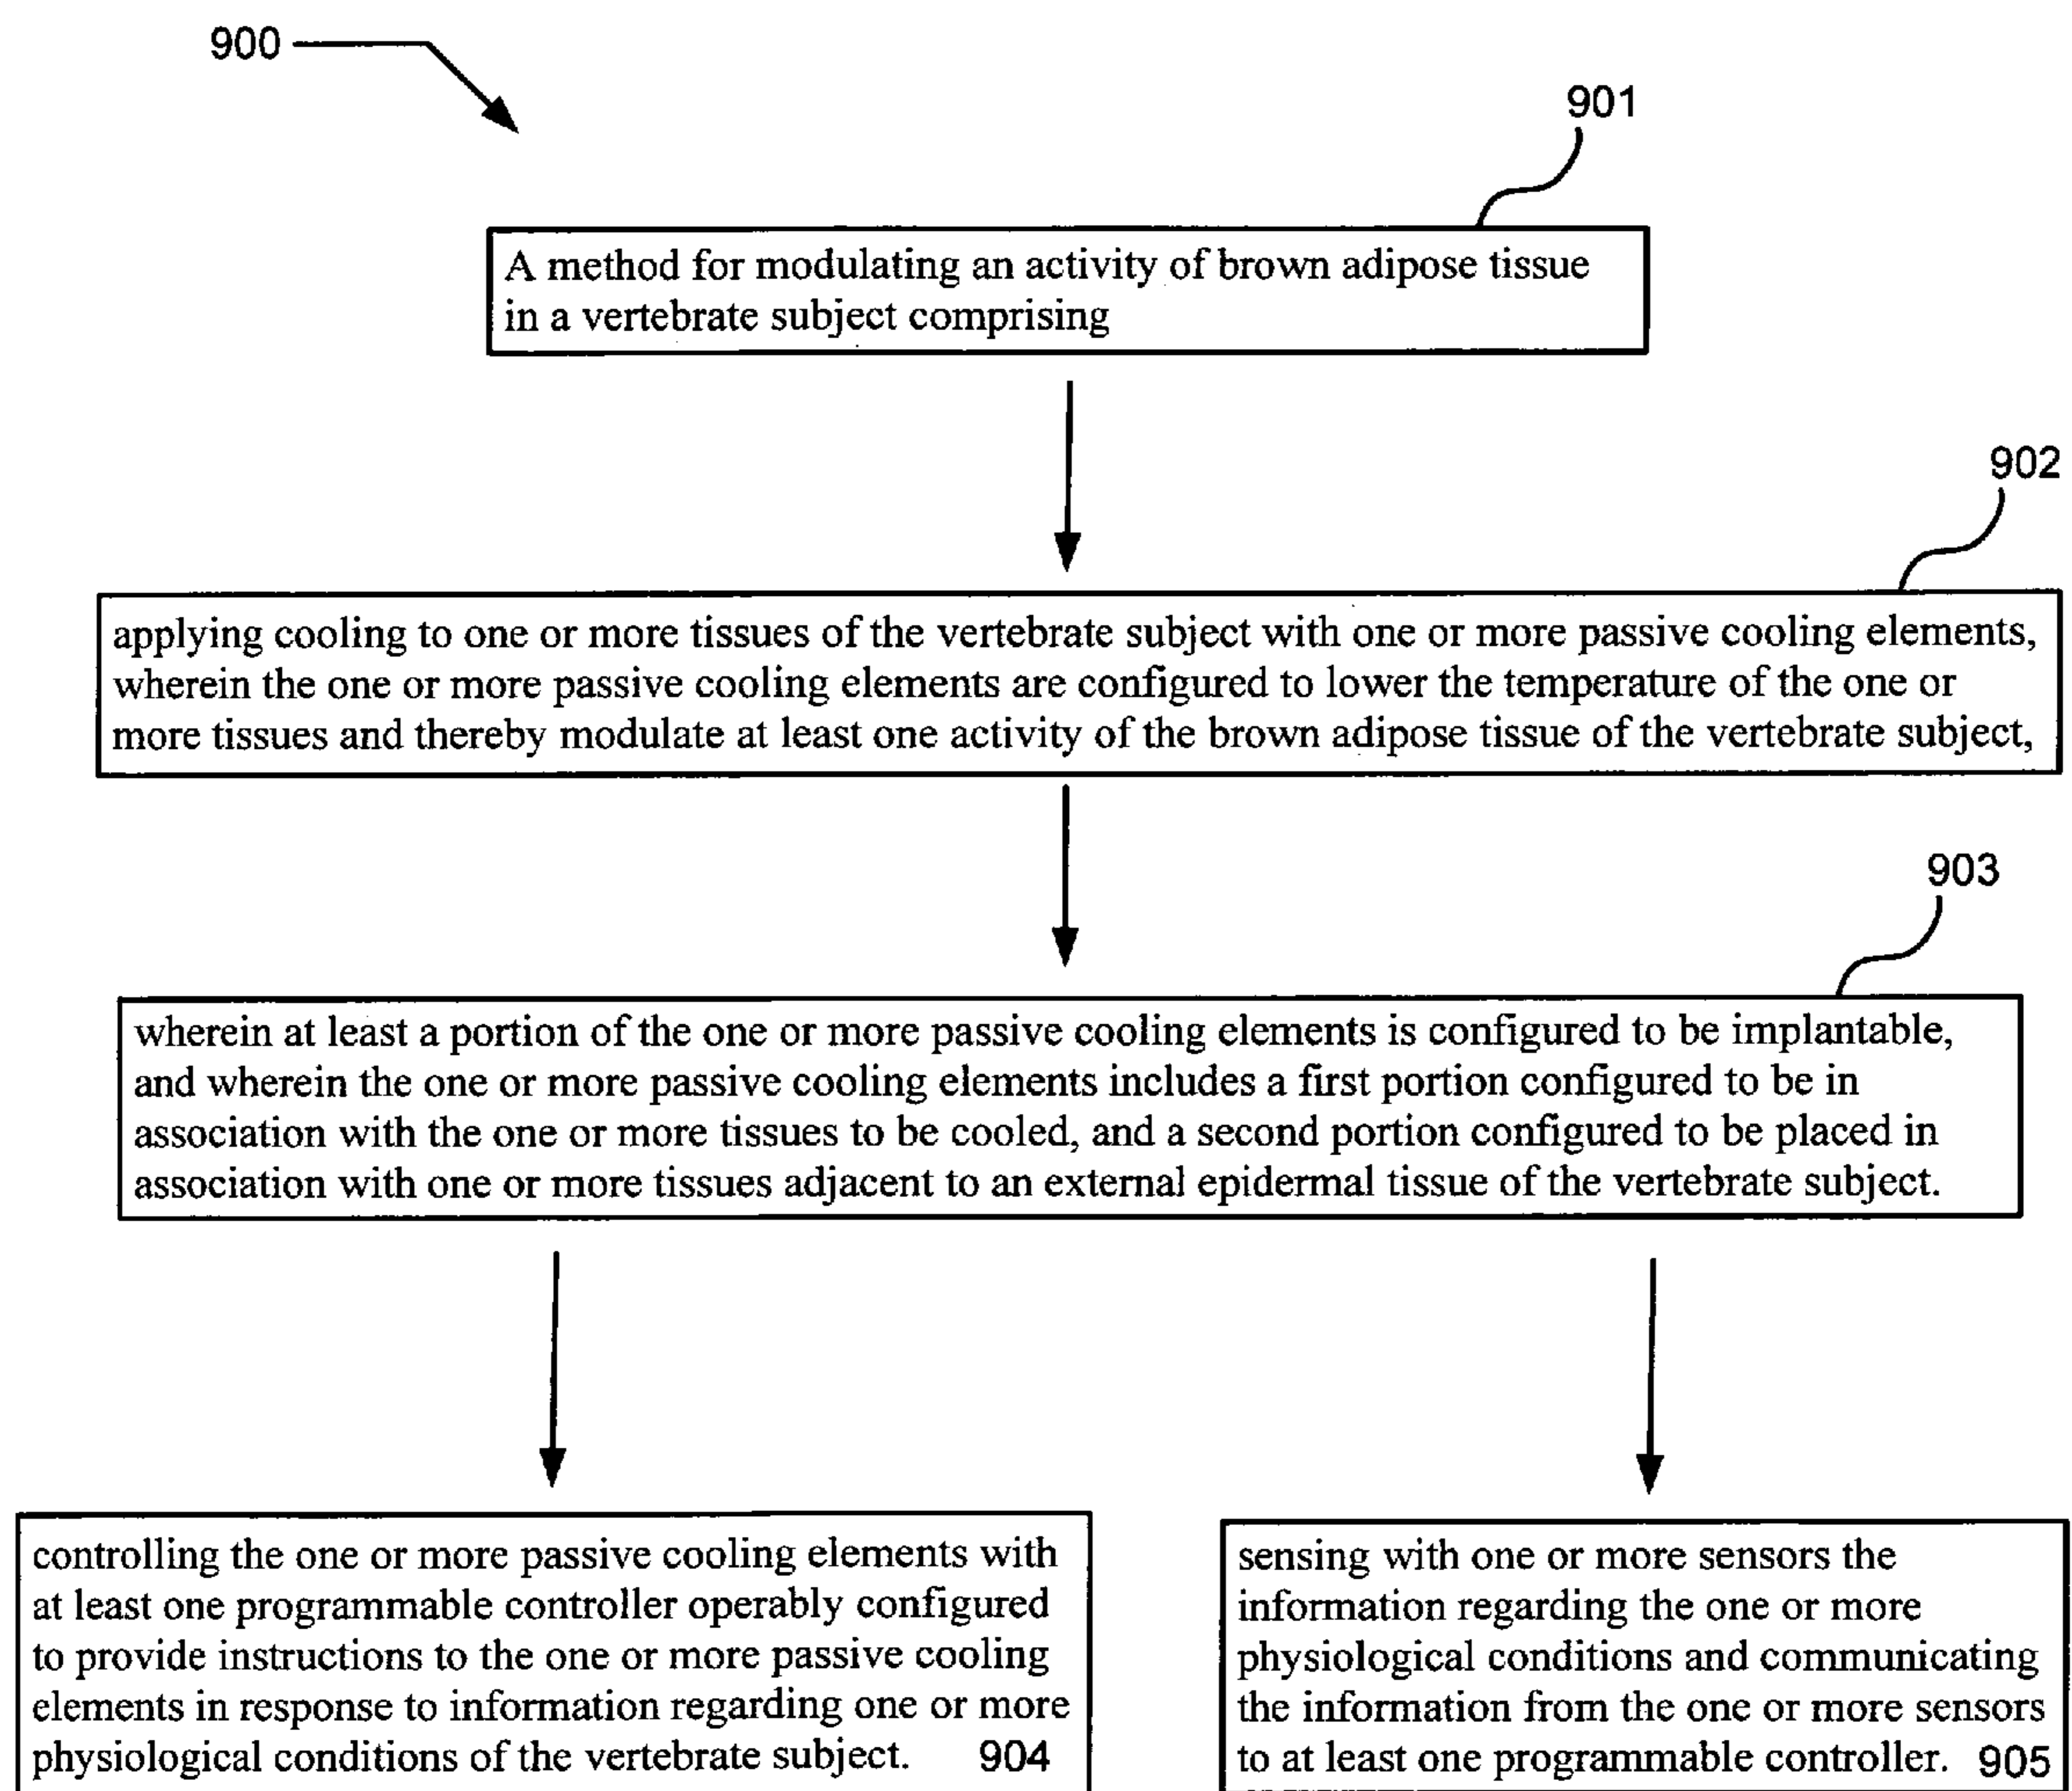 900
901
A method for modulating an activity of brown adipose tissue
in a vertebrate subject comprising
902
applying cooling to one or more tissues of the vertebrate subject with one or more passive cooling elements,
wherein the one or more passive cooling elements are configured to lower the temperature of the one or
more tissues and thereby modulate at least one activity of the brown adipose tissue of the vertebrate subject,
903
wherein at least a portion of the one or more passive cooling elements is configured to be implantable,
and wherein the one or more passive cooling elements includes a first portion configured to be in
association with the one or more tissues to be cooled, and a second portion configured to be placed in
association with one or more tissues adjacent to an external epidermal tissue of the vertebrate subject.
controlling the one or more passive cooling elements with
at least one programmable controller operably configured
to provide instructions to the one or more passive cooling
elements in response to information regarding one or more
physiological conditions of the vertebrate subject. 904
sensing with one or more sensors the
information regarding the one or more
physiological conditions and communicating
the information from the one or more sensors
to at least one programmable controller. 905